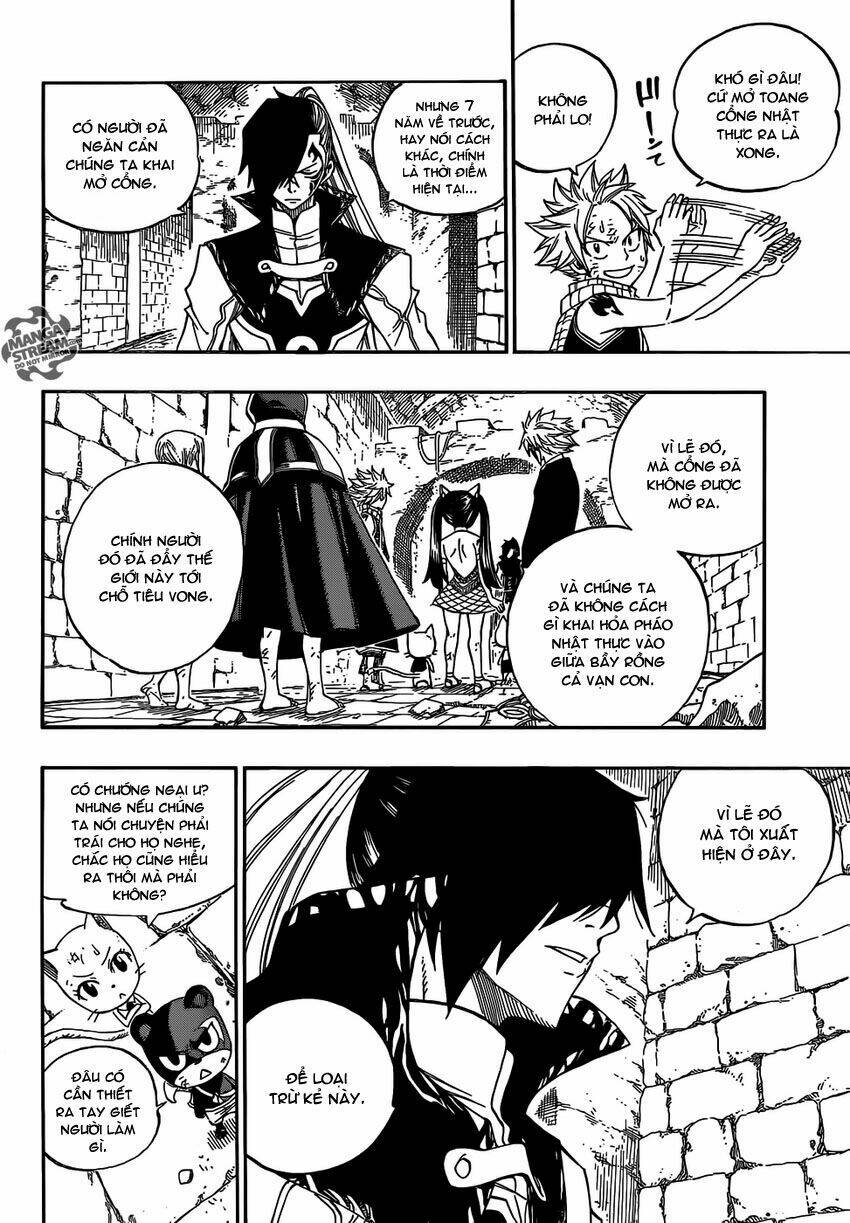 KHÓ GÌ ĐÂU!
CỨ MỞ TOANG
CỔNG NHẬT
THỰC RA LÀ
XONG.
KHÔNG
PHẢI LO!
NHƯNG 7
NĂM VỀ TRƯỚC,
HAY NÓI CÁCH
KHÁC, CHÍNH
LÀ THỜI ĐIỂM
HIỆN TẠI...
CÓ NGƯỜI ĐÃ
NGĂN CẢN
CHÚNG TA KHAI
MỞ CỔNG.
MANGA
STREAM.com
DO NOT MIRROR
VÌ LẼ ĐÓ,
MÀ CỔNG ĐÃ
KHÔNG ĐƯỢC
MỞ RA.
VÀ CHÚNG TA
ĐÃ KHÔNG CÁCH
GÌ KHAI HỎA PHÁO
NHẬT THỰC VÀO
GIỮA BẦY RỒNG
CẢ VẠN CON.
CHÍNH NGƯỜI
ĐÓ ĐÃ ĐẨY THẾ
GIỚI NÀY TỚI
CHỖ TIÊU VONG.
VÌ LẼ ĐÓ
MÀ TÔI XUẤT
HIỆN Ở ĐÂY.
ĐỂ LOẠI
TRỪ KẺ NÀY.
CÓ CHƯỚNG NGẠI Ư?
NHƯNG NẾU CHÚNG
TA NÓI CHUYỆN PHẢI
TRÁI CHO HỌ NGHE,
CHẮC HỌ CŨNG HIỂU
RA THÔI MÀ PHẢI
KHÔNG?
ĐÂU CÓ
CẦN THIẾT
RA TAY GIẾT
NGƯỜI LÀM
GÌ.